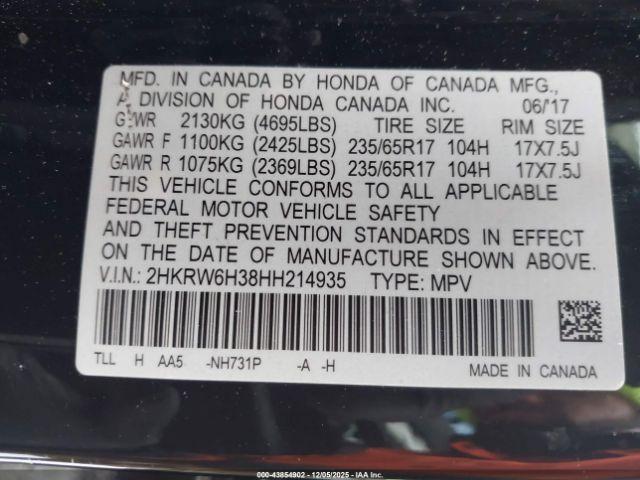 MFD. IN CANADA BY HONDA OF CANADA MFG.,
A DIVISION OF HONDA CANADA INC. 06/'17
GVWR 2130KG (4695LBS) TIRE SIZE RIM SIZE
GAWR F 1100KG (2425LBS) 235/65R17 104H 17X7.5J
GAWR R 1075KG (2369LBS) 235/65R17 104H 17X7.5J
THIS VEHICLE CONFORMS TO ALL APPLICABLE
FEDERAL MOTOR VEHICLE SAFETY
AND THEFT PREVENTION STANDARDS IN EFFECT
ON THE DATE OF MANUFACTURE SHOWN ABOVE.
V.I.N.: 2HKRW6H38HH214935 TYPE: MPV
TLL H AA5 -NH731P -A -H
MADE IN CANADA
000-43854902 - 12/05/2025 - IAA Inc.